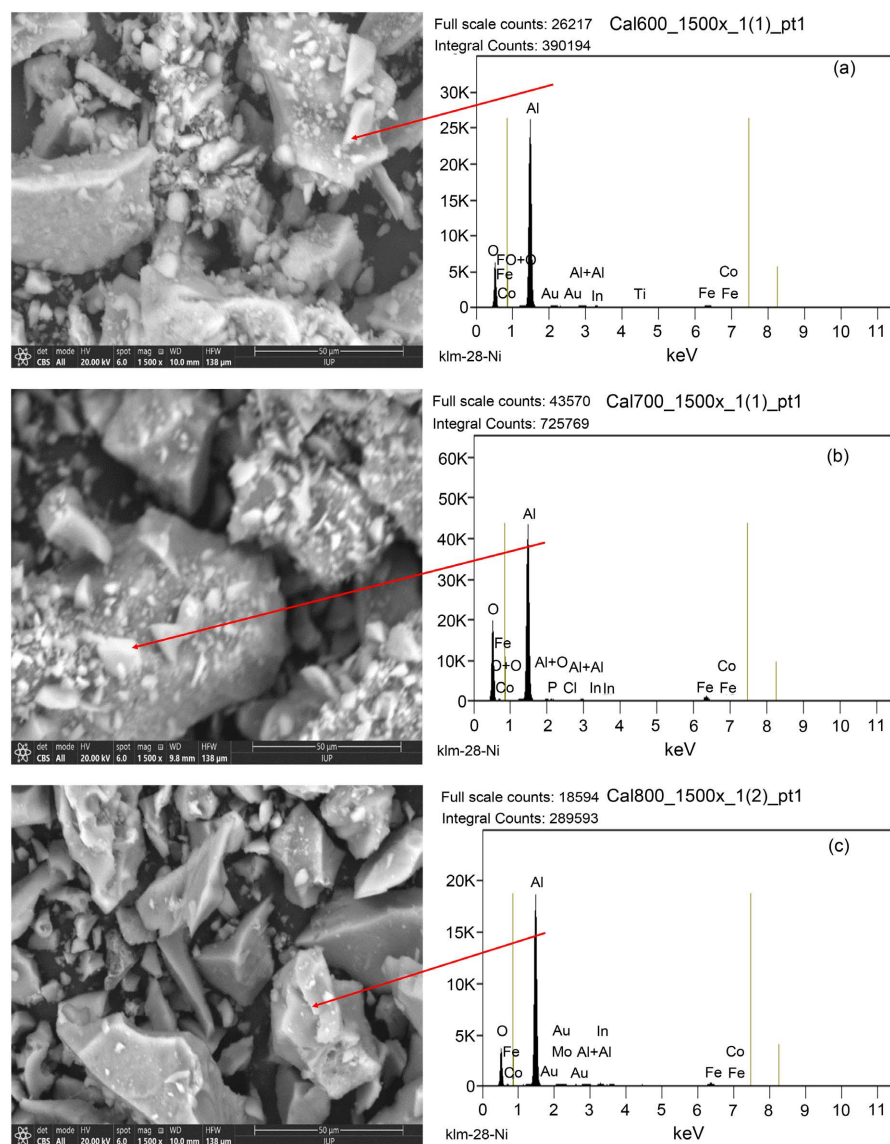 Full scale counts: 26217 Cal600_1500x_1(1)_pt1
Integral Counts: 390194
(a)
30K
25K
20K
15K
10K
5K
0
Al
O
FO+O
Fe
Co
Al+Al
Au Au In Ti Fe Fe
Co
0 1 2 3 4 5 6 7 8 9 10 11
klm-28-Ni keV
det mode HV spot mag WD HFW 50 µm
CBS All 20.00 kV 6.0 1 500 x 10.0 mm 138 µm IUP
Full scale counts: 43570 Cal700_1500x_1(1)_pt1
Integral Counts: 725769
(b)
60K
50K
40K
30K
20K
10K
0
Al
O
Fe
O+O
Co
Al+O Al+Al
P Cl In In Fe Fe
Co
0 1 2 3 4 5 6 7 8 9 10 11
klm-28-Ni keV
det mode HV spot mag WD HFW 50 µm
CBS All 20.00 kV 6.0 1 500 x 9.8 mm 138 µm IUP
Full scale counts: 18594 Cal800_1500x_1(2)_pt1
Integral Counts: 289593
(c)
20K
15K
10K
5K
0
Al
O Au In
Fe Mo Al+Al Co
Co Au Au Fe Fe
0 1 2 3 4 5 6 7 8 9 10 11
klm-28-Ni keV
det mode HV spot mag WD HFW 50 µm
CBS All 20.00 kV 6.0 1 500 x 10.0 mm 138 µm IUP